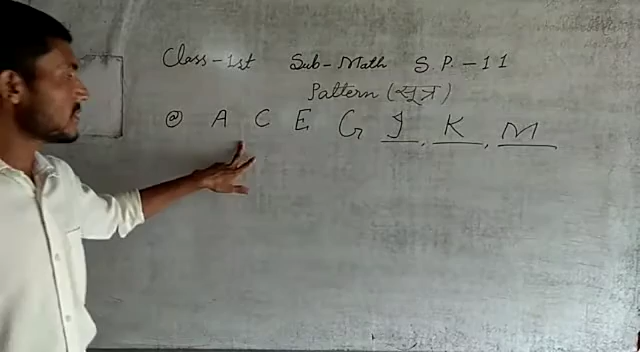 Class-1st Sub-Math S.P.-11
Pattern (सूत्र)
@ A C E G I, K, M